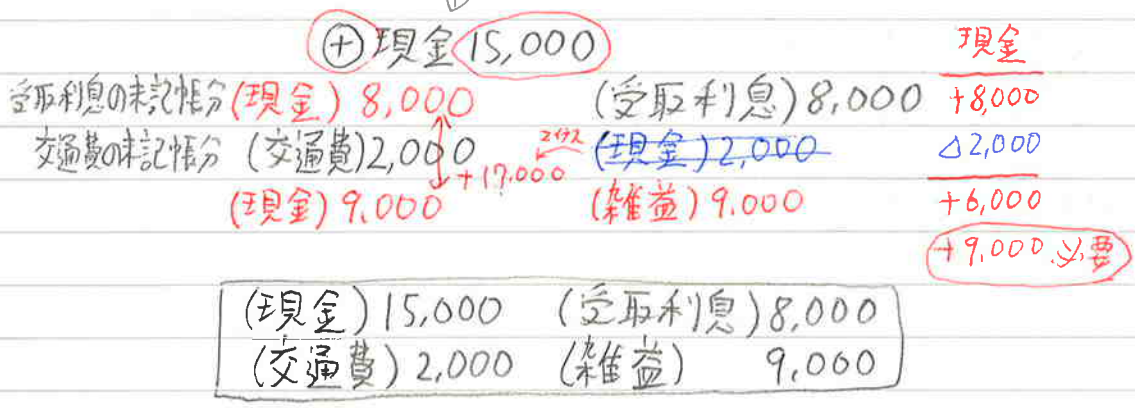 ①
⊕現金 15,000
現金
受取利息の未記帳分 (現金) 8,000 (受取利息) 8,000 +8,000
交通費の未記帳分 (交通費) 2,000 マイナス (現金) 2,000 △2,000
+17,000
(現金) 9,000 (雑益) 9,000 +6,000
+9,000必要
(現金) 15,000 (受取利息) 8,000
(交通費) 2,000 (雑益) 9,000